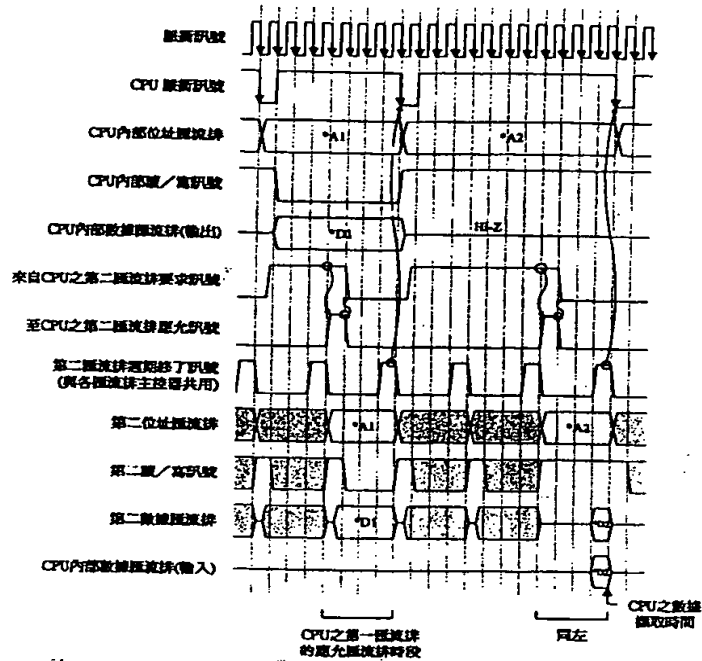 脈衝訊號
CPU 脈衝訊號
CPU內部位址匯流排
*A1
*A2
CPU內部讀／寫訊號
CPU內部數據匯流排(輸出)
*D1
HI-Z
來自CPU之第二匯流排要求訊號
至CPU之第二匯流排應允訊號
第二匯流排週期終了訊號
(與各匯流排主控器共用)
第二位址匯流排
*A1
*A2
第二讀／寫訊號
第二數據匯流排
*D1
CPU內部數據匯流排(輸入)
CPU之數據
擷取時間
CPU之第一匯流排
的應允匯流排時段
同左